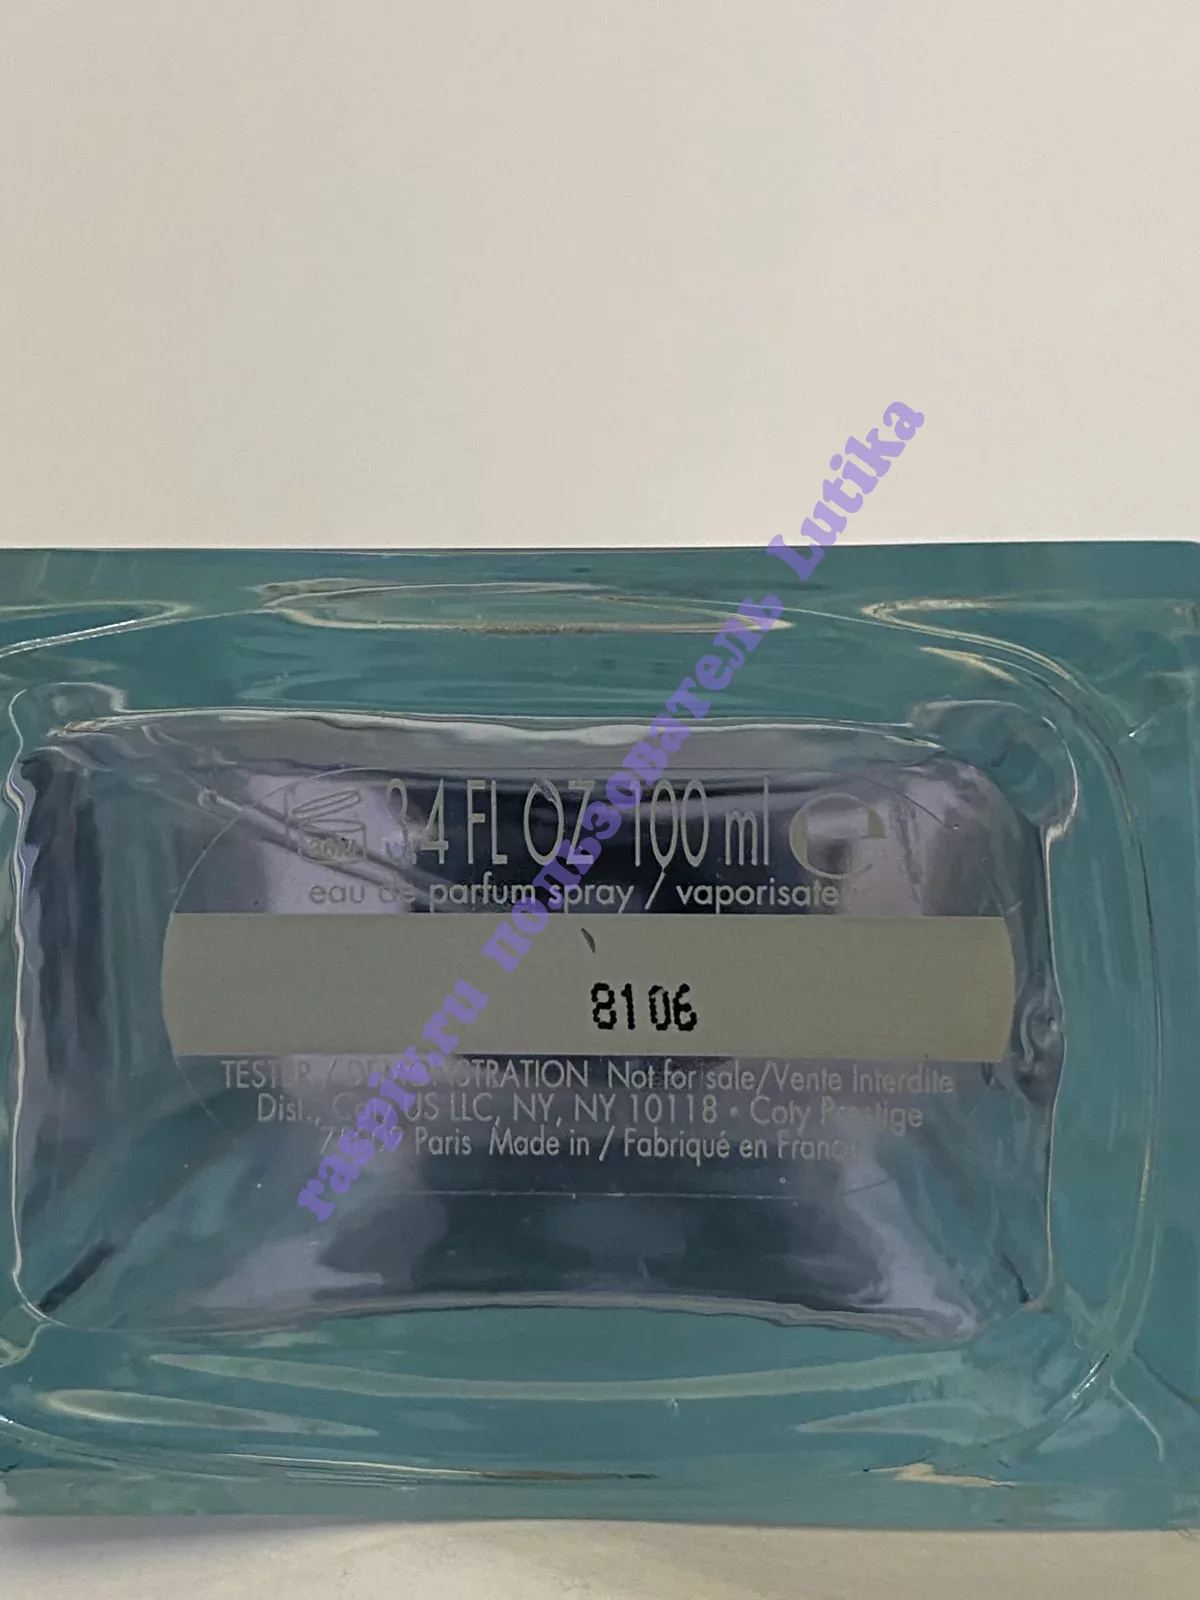 3.4 FL OZ 100 ml e
eau de parfum spray / vaporisateur
8106
TESTER / DEMONSTRATION Not for sale/Vente Interdite
Dist., Coty US LLC, NY, NY 10118 • Coty Prestige
Paris Made in / Fabriqué en France
raspiv.ru пользователь Lutika